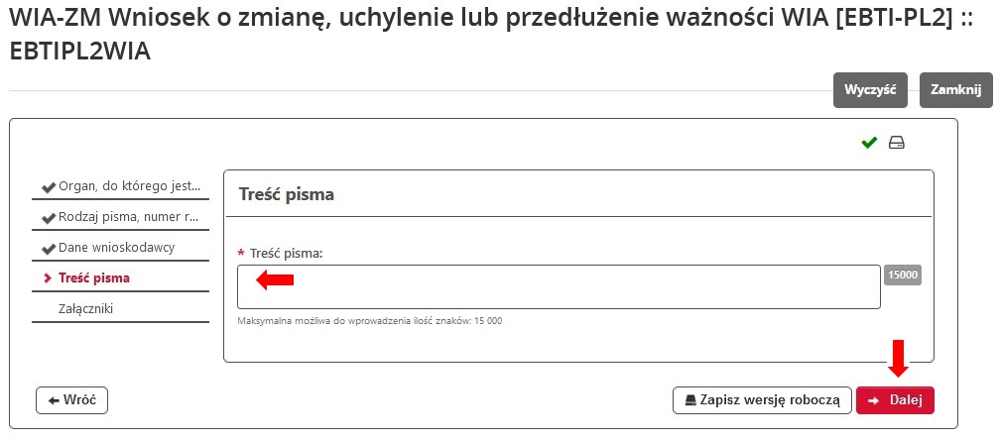 WIA-ZM Wniosek o zmianę, uchylenie lub przedłużenie ważności WIA [EBTI-PL2] ::
EBTIPL2WIA
Wyczyść
Zamknij
Organ, do którego jest...
Rodzaj pisma, numer r...
Dane wnioskodawcy
Treść pisma
Załączniki
Treść pisma
* Treść pisma:
15000
Maksymalna możliwa do wprowadzenia ilość znaków: 15 000
Wróć
Zapisz wersję roboczą
Dalej